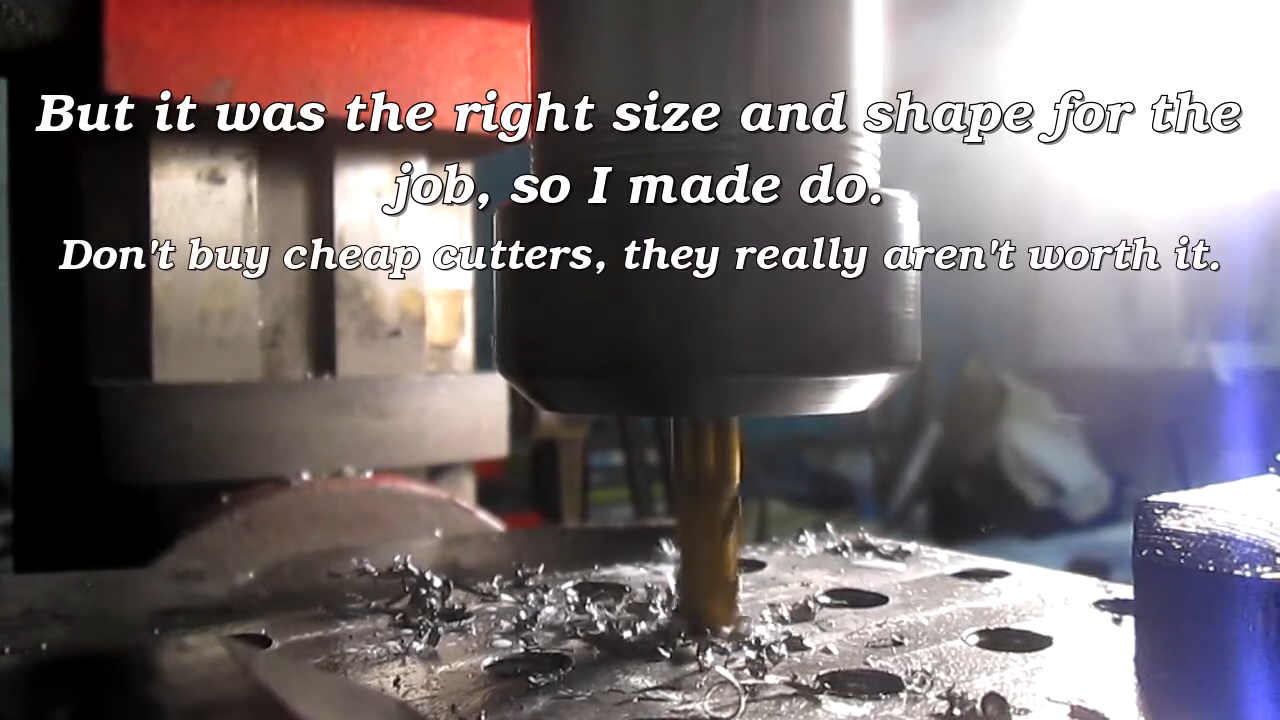 But it was the right size and shape for the
job, so I made do.
Don't buy cheap cutters, they really aren't worth it.